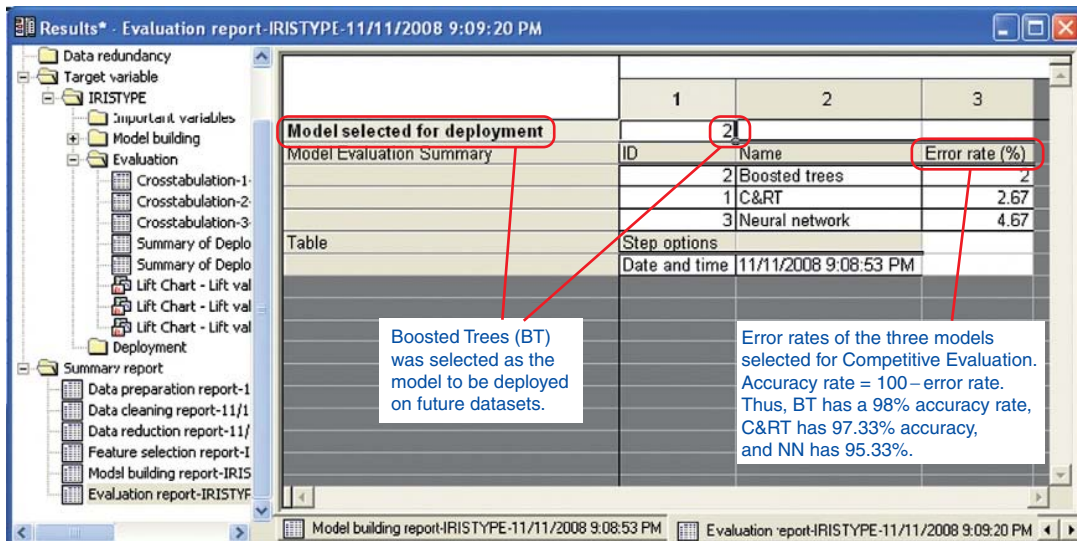 Results* - Evaluation report-IRISTYPE-11/11/2008 9:09:20 PM
Data redundancy
Target variable
IRISTYPE
Important variables
Model building
Evaluation
Crosstabulation-1-
Crosstabulation-2-
Crosstabulation-3-
Summary of Deplo
Summary of Deplo
Lift Chart - Lift val
Lift Chart - Lift val
Lift Chart - Lift val
Deployment
Summary report
Data preparation report-1
Data cleaning report-11/1
Data reduction report-11/
Feature selection report-I
Model building report-IRIS
Evaluation report-IRISTYF
1 2 3
Model selected for deployment 2
Model Evaluation Summary ID Name Error rate (%)
2 Boosted trees 2
1 C&RT 2.67
3 Neural network 4.67
Table Step options
Date and time 11/11/2008 9:08:53 PM
Boosted Trees (BT)
was selected as the
model to be deployed
on future datasets.
Error rates of the three models
selected for Competitive Evaluation.
Accuracy rate = 100 – error rate.
Thus, BT has a 98% accuracy rate,
C&RT has 97.33% accuracy,
and NN has 95.33%.
Model building report-IRISTYPE-11/11/2008 9:08:53 PM
Evaluation report-IRISTYPE-11/11/2008 9:09:20 PM